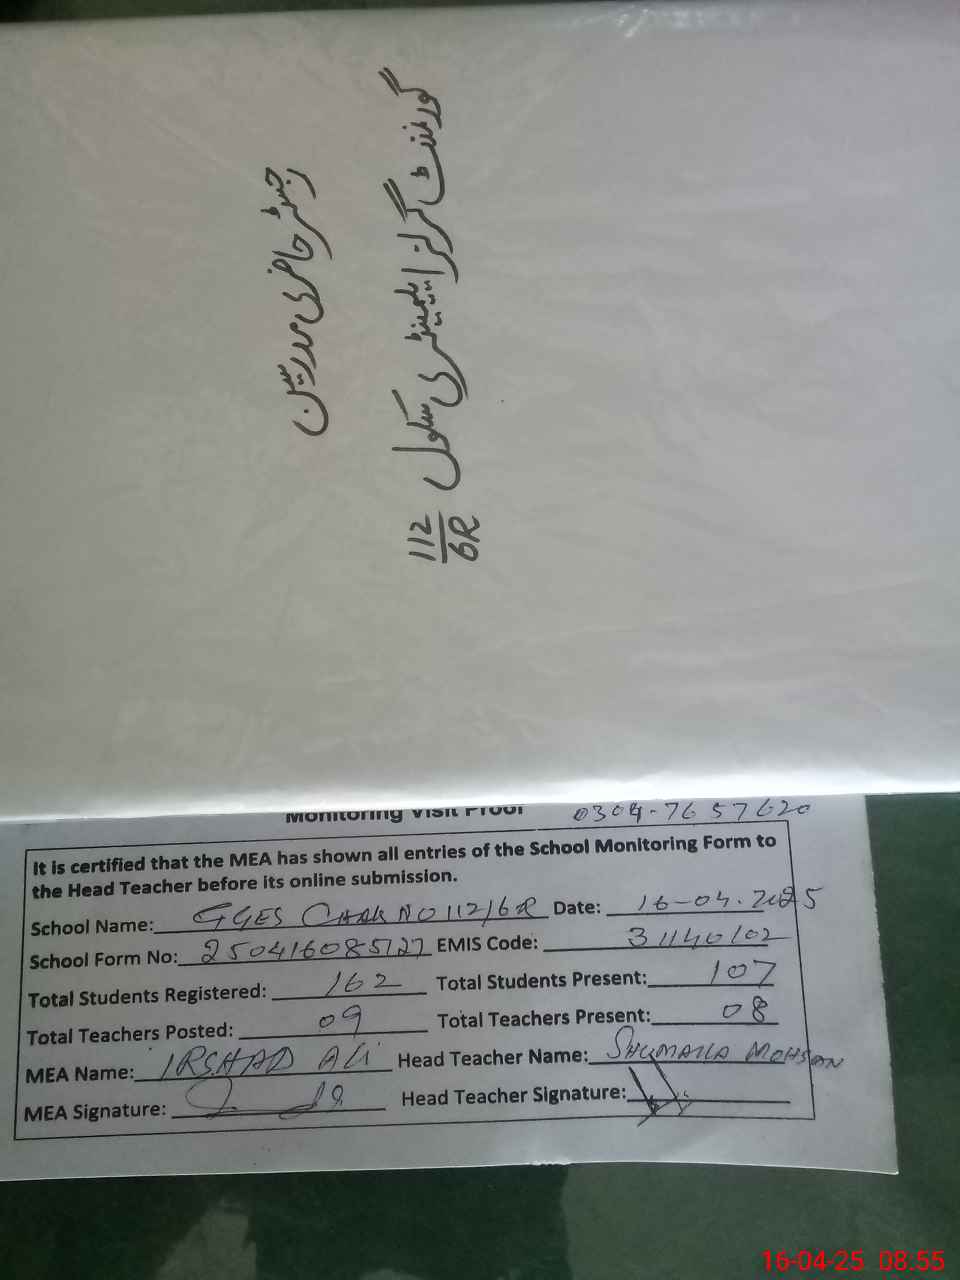 گورنمنٹ گرلز ایلیمینٹری سکول 112/6R
رجسٹر حاضری مدرسین
Monitoring Visit Proof 0304-7657620
It is certified that the MEA has shown all entries of the School Monitoring Form to
the Head Teacher before its online submission.
School Name: GGES CHAK NO 112/6R Date: 16-04-2025
School Form No: 250416085127 EMIS Code: 31140102
Total Students Registered: 162 Total Students Present: 107
Total Teachers Posted: 09 Total Teachers Present: 08
MEA Name: IRSHAD ALI Head Teacher Name: SHUMAILA MOHSAN
MEA Signature: Head Teacher Signature:
16-04-25 08:55